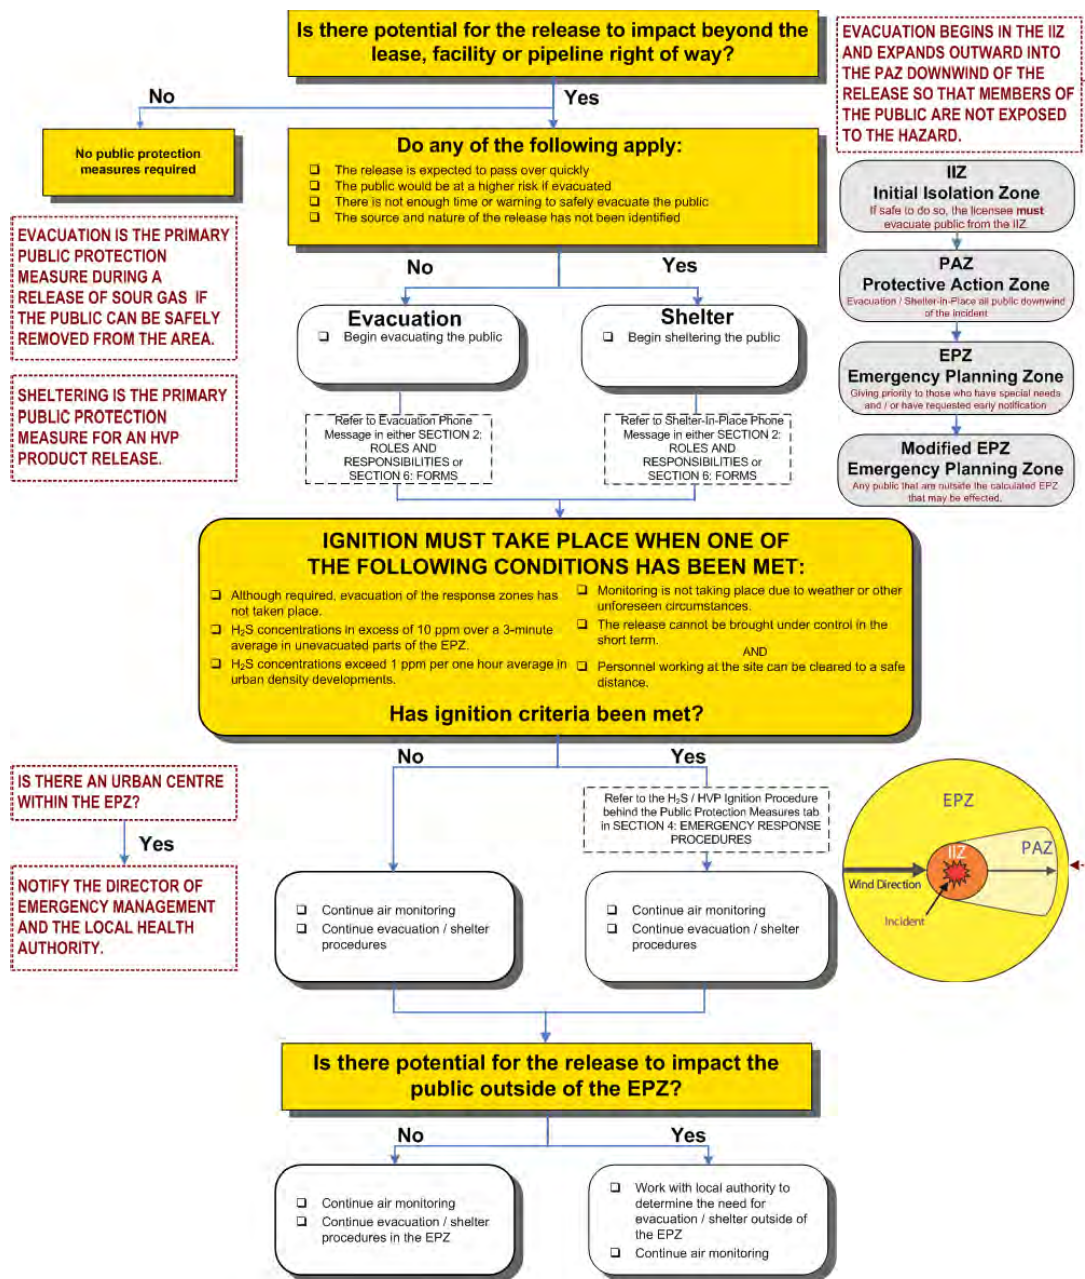 Is there potential for the release to impact beyond the
lease, facility or pipeline right of way?
No
Yes
No public protection
measures required
Do any of the following apply:
❑ The release is expected to pass over quickly
❑ The public would be at a higher risk if evacuated
❑ There is not enough time or warning to safely evacuate the public
❑ The source and nature of the release has not been identified
EVACUATION BEGINS IN THE IIZ
AND EXPANDS OUTWARD INTO
THE PAZ DOWNWIND OF THE
RELEASE SO THAT MEMBERS OF
THE PUBLIC ARE NOT EXPOSED
TO THE HAZARD.
IIZ
Initial Isolation Zone
If safe to do so, the licensee must
evacuate public from the IIZ
PAZ
Protective Action Zone
Evacuation / Shelter-in-Place all public downwind
of the incident
EPZ
Emergency Planning Zone
Giving priority to those who have special needs
and / or have requested early notification
Modified EPZ
Emergency Planning Zone
Any public that are outside the calculated EPZ
that may be effected.
EVACUATION IS THE PRIMARY
PUBLIC PROTECTION
MEASURE DURING A
RELEASE OF SOUR GAS IF
THE PUBLIC CAN BE SAFELY
REMOVED FROM THE AREA.
SHELTERING IS THE PRIMARY
PUBLIC PROTECTION
MEASURE FOR AN HVP
PRODUCT RELEASE.
No
Yes
Evacuation
❑ Begin evacuating the public
Shelter
❑ Begin sheltering the public
Refer to Evacuation Phone
Message in either SECTION 2:
ROLES AND
RESPONSIBILITIES or
SECTION 6: FORMS
Refer to Shelter-In-Place Phone
Message in either SECTION 2:
ROLES AND
RESPONSIBILITIES or
SECTION 6: FORMS
IGNITION MUST TAKE PLACE WHEN ONE OF
THE FOLLOWING CONDITIONS HAS BEEN MET:
❑ Although required, evacuation of the response zones has
not taken place.
❑ H₂S concentrations in excess of 10 ppm over a 3-minute
average in unevacuated parts of the EPZ.
❑ H₂S concentrations exceed 1 ppm per one hour average in
urban density developments.
❑ Monitoring is not taking place due to weather or other
unforeseen circumstances.
❑ The release cannot be brought under control in the
short term.
AND
❑ Personnel working at the site can be cleared to a safe
distance.
Has ignition criteria been met?
No
Yes
IS THERE AN URBAN CENTRE
WITHIN THE EPZ?
Yes
NOTIFY THE DIRECTOR OF
EMERGENCY MANAGEMENT
AND THE LOCAL HEALTH
AUTHORITY.
Refer to the H₂S / HVP Ignition Procedure
behind the Public Protection Measures tab
in SECTION 4: EMERGENCY RESPONSE
PROCEDURES
❑ Continue air monitoring
❑ Continue evacuation / shelter
procedures
❑ Continue air monitoring
❑ Continue evacuation / shelter
procedures
EPZ
IIZ
PAZ
Wind Direction
Incident
Is there potential for the release to impact the
public outside of the EPZ?
No
Yes
❑ Continue air monitoring
❑ Continue evacuation / shelter
procedures in the EPZ
❑ Work with local authority to
determine the need for
evacuation / shelter outside of
the EPZ
❑ Continue air monitoring